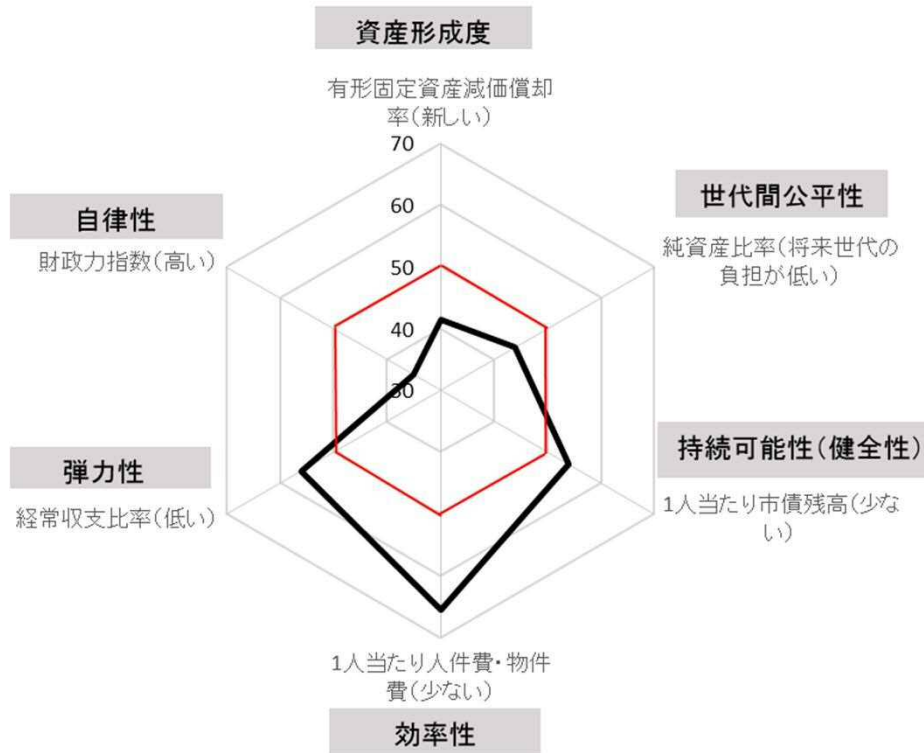 資産形成度
有形固定資産減価償却
率(新しい)
70
60
50
40
30
世代間公平性
純資産比率(将来世代の
負担が低い)
自律性
財政力指数(高い)
持続可能性(健全性)
1人当たり市債残高(少な
い)
弾力性
経常収支比率(低い)
1人当たり人件費・物件
費(少ない)
効率性